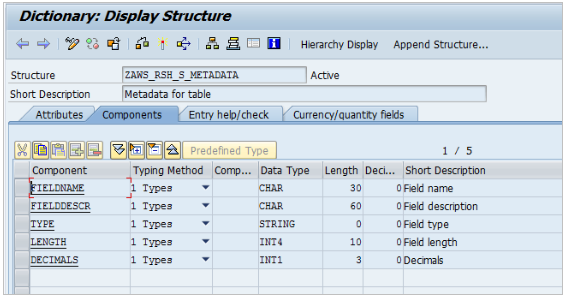 Dictionary: Display Structure
Hierarchy Display Append Structure...
Structure ZAWS_RSH_S_METADATA Active
Short Description Metadata for table
Attributes Components Entry help/check Currency/quantity fields
Predefined Type 1 / 5
Component Typing Method Comp... Data Type Length Deci... Short Description
FIELDNAME 1 Types CHAR 30 0 Field name
FIELDDESCR 1 Types CHAR 60 0 Field description
TYPE 1 Types STRING 0 0 Field type
LENGTH 1 Types INT4 10 0 Field length
DECIMALS 1 Types INT1 3 0 Decimals